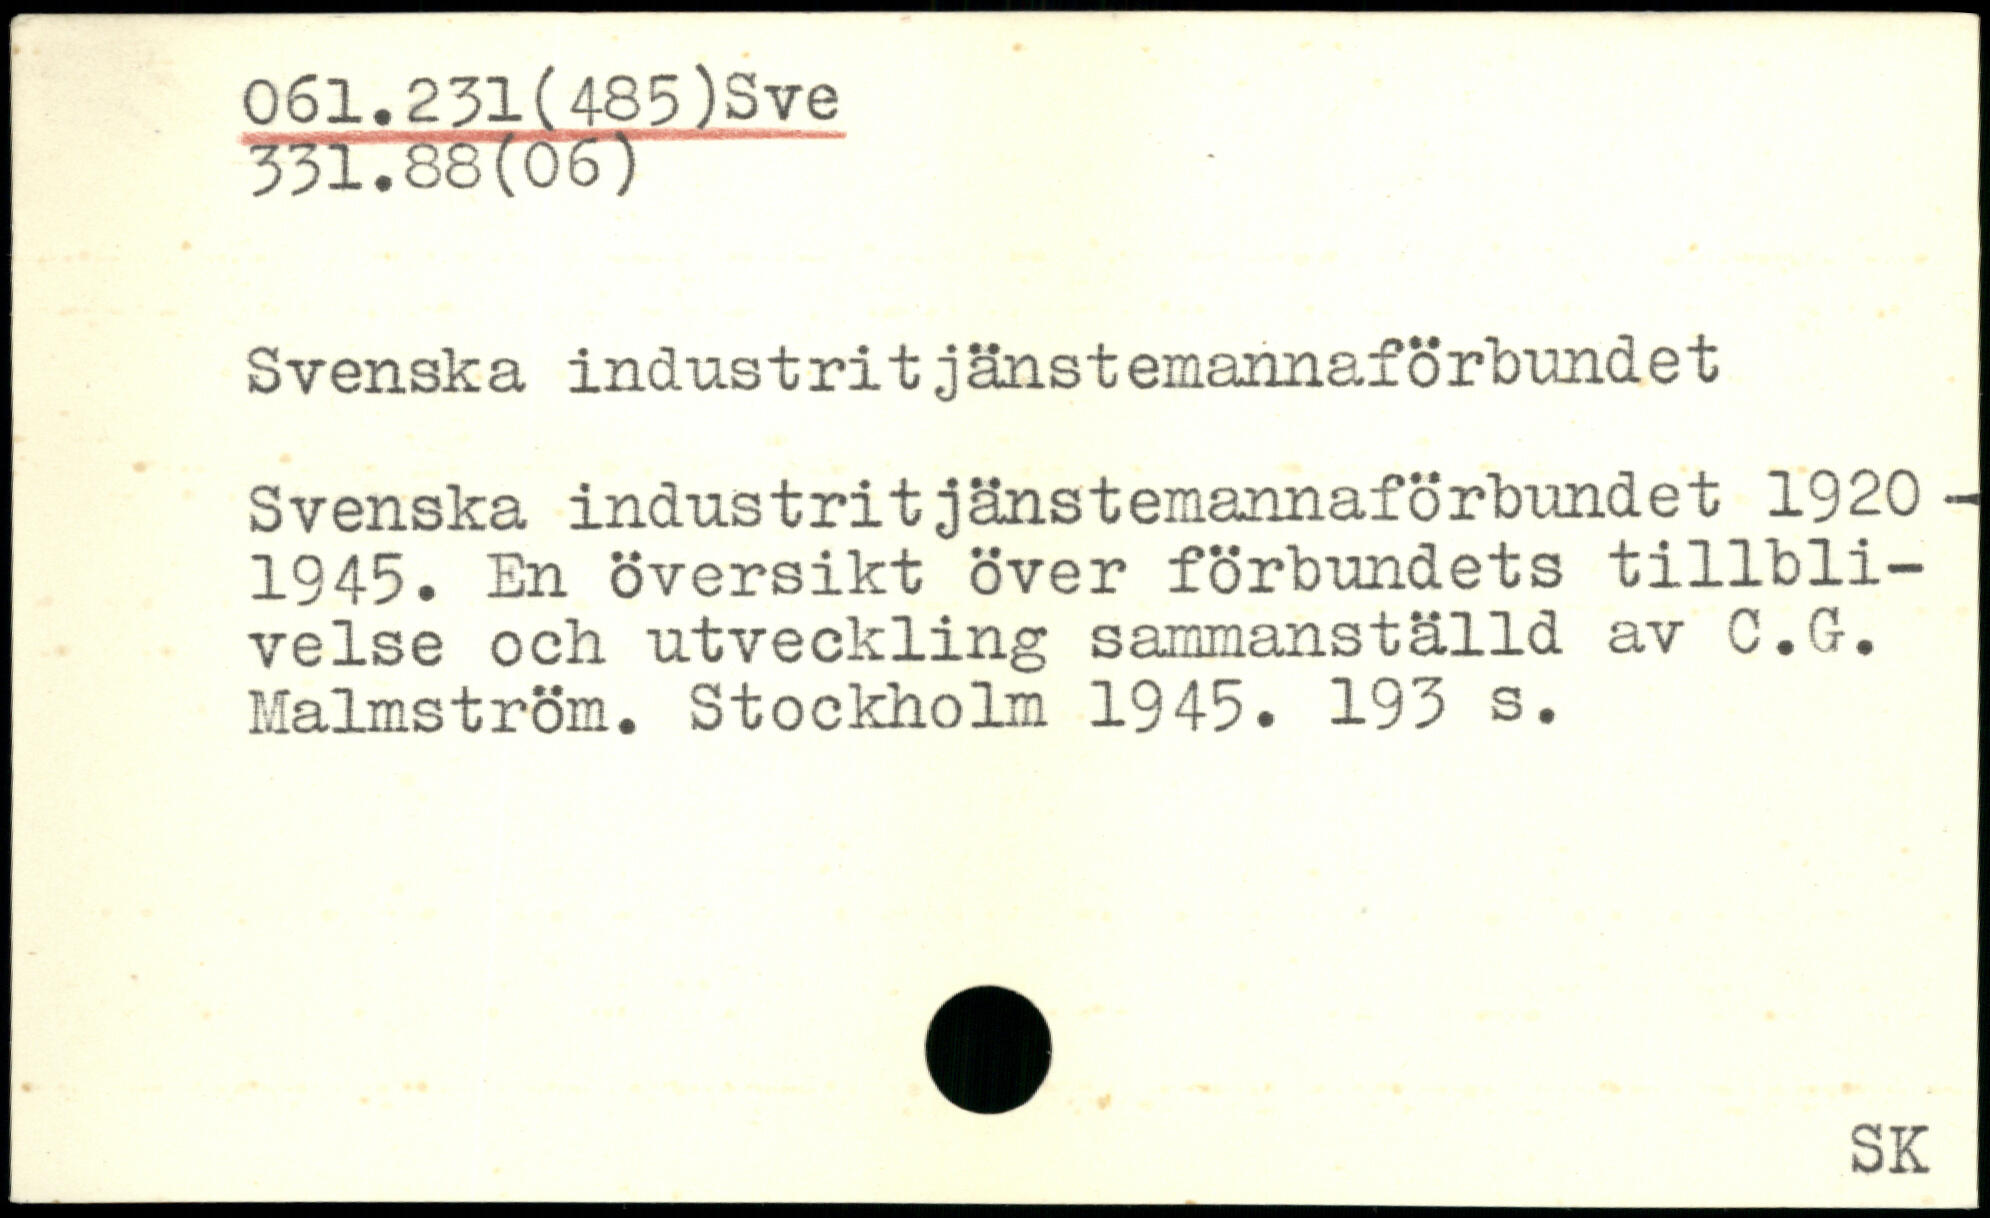 061.231(485)Sve
331.88(06)
Svenska industritjänstemannaförbundet
Svenska industritjänstemannaförbundet 1920 -
1945. En översikt över förbundets tillbli-
velse och utveckling sammanställd av C.G.
Malmström. Stockholm 1945. 193 s.
SK